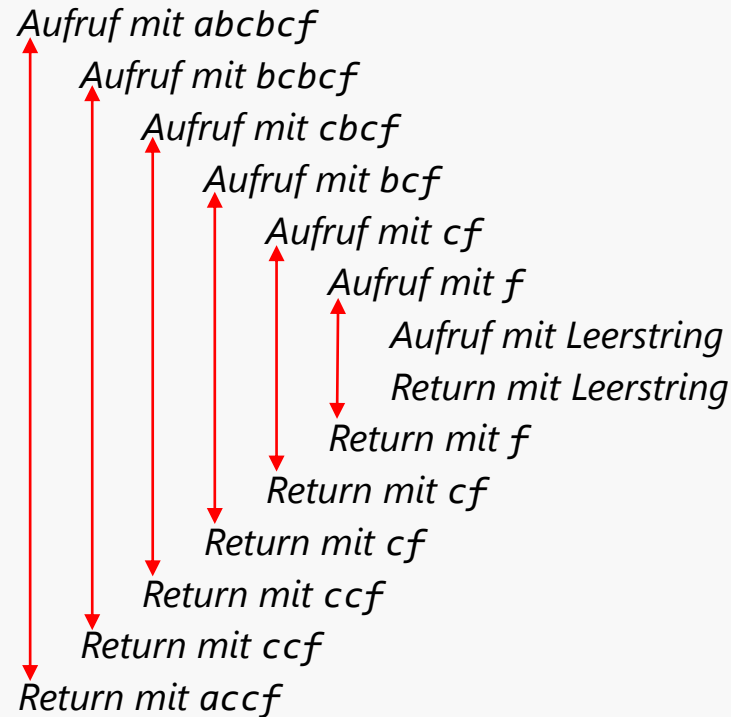 Aufruf mit abcbcf
Aufruf mit bcbcf
Aufruf mit cbcf
Aufruf mit bcf
Aufruf mit cf
Aufruf mit f
Aufruf mit Leerstring
Return mit Leerstring
Return mit f
Return mit cf
Return mit cf
Return mit ccf
Return mit ccf
Return mit accf